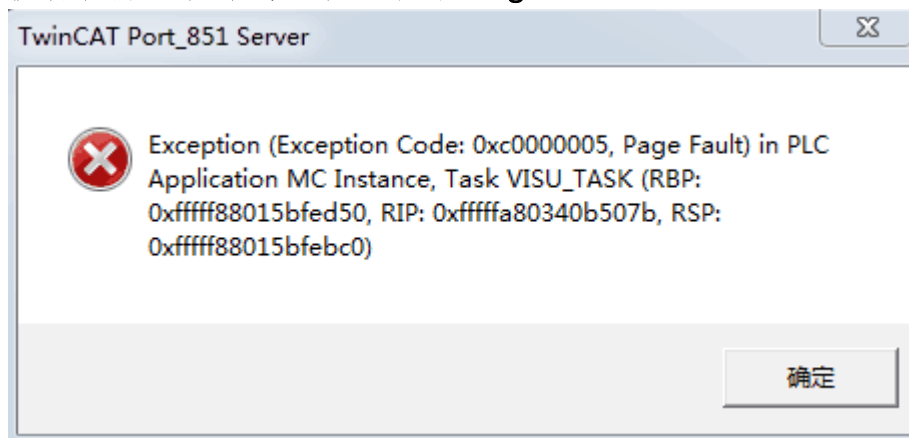 TwinCAT Port_851 Server
Exception (Exception Code: 0xc0000005, Page Fault) in PLC
Application MC Instance, Task VISU_TASK (RBP:
0xfffff88015bfed50, RIP: 0xfffffa80340b507b, RSP:
0xfffff88015bfebc0)
确定